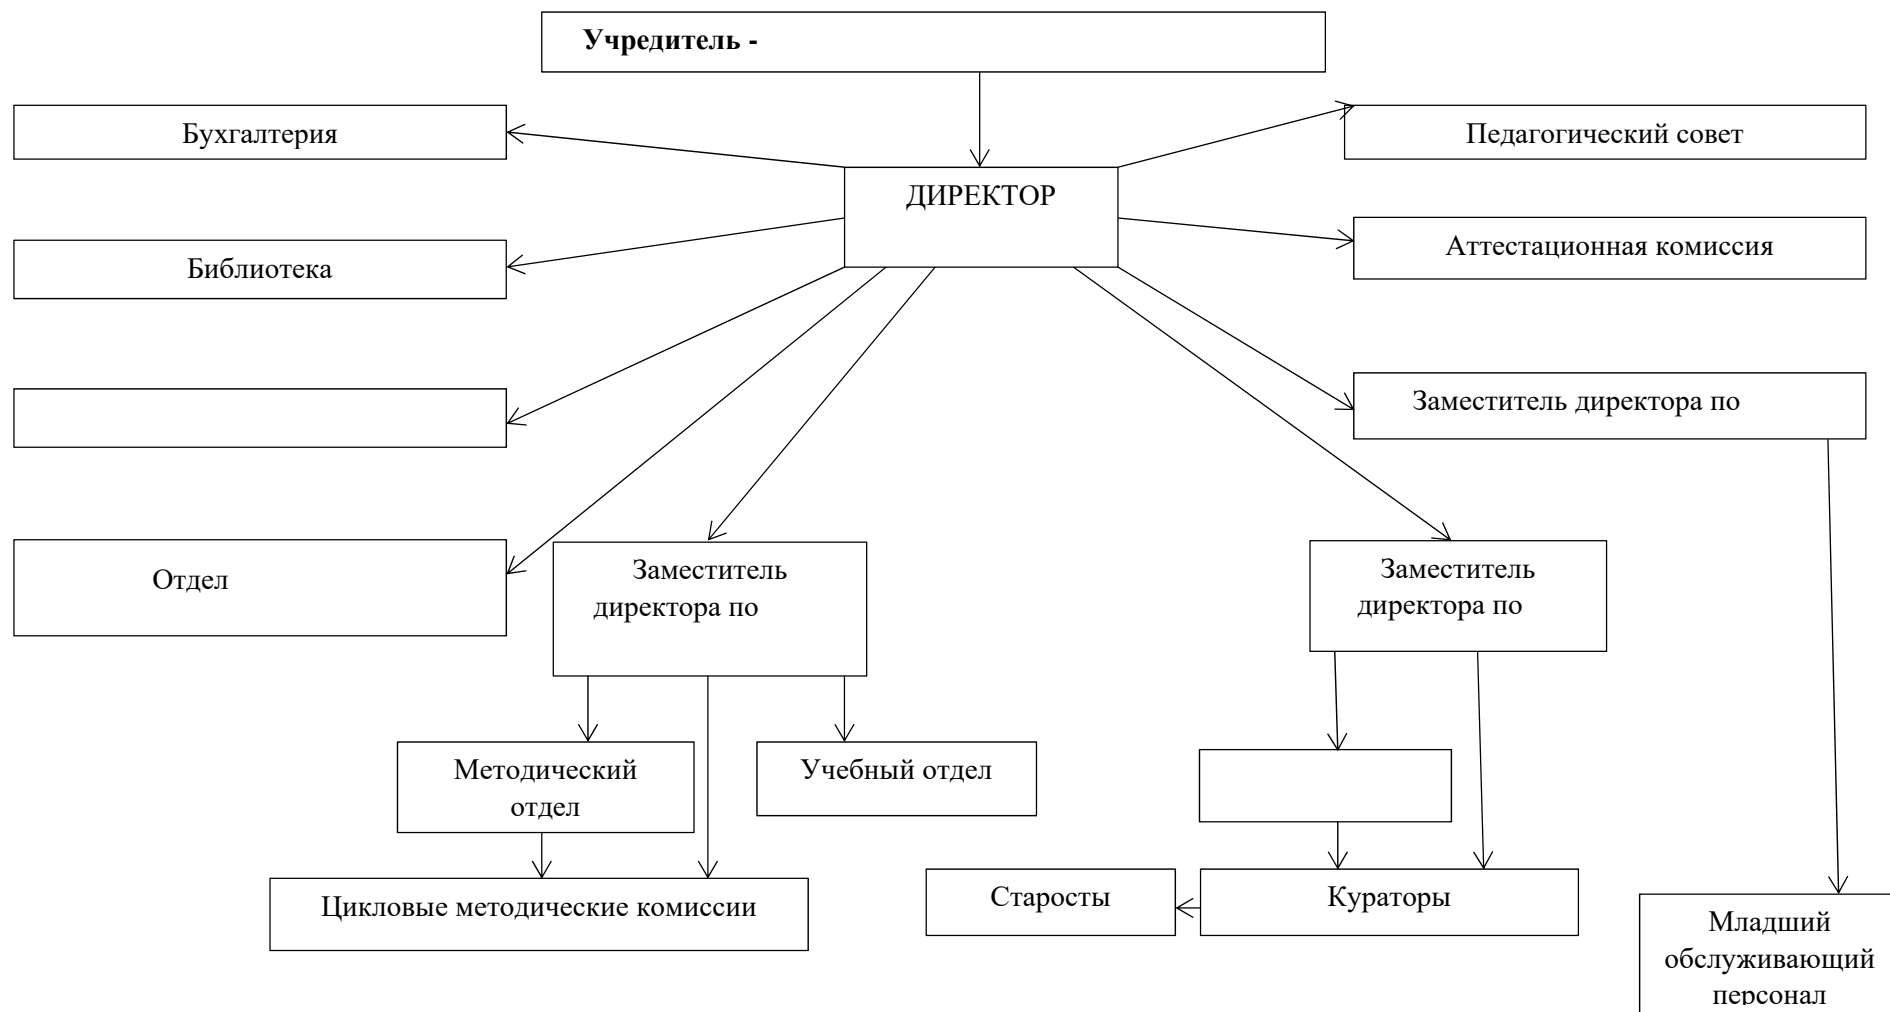 Учредитель -
Бухгалтерия
Педагогический совет
ДИРЕКТОР
Аттестационная комиссия
Библиотека
Заместитель директора по
Отдел
Заместитель
директора по
Заместитель
директора по
Методический
отдел
Учебный отдел
Цикловые методические комиссии
Старосты
Кураторы
Младший
обслуживающий
персонал